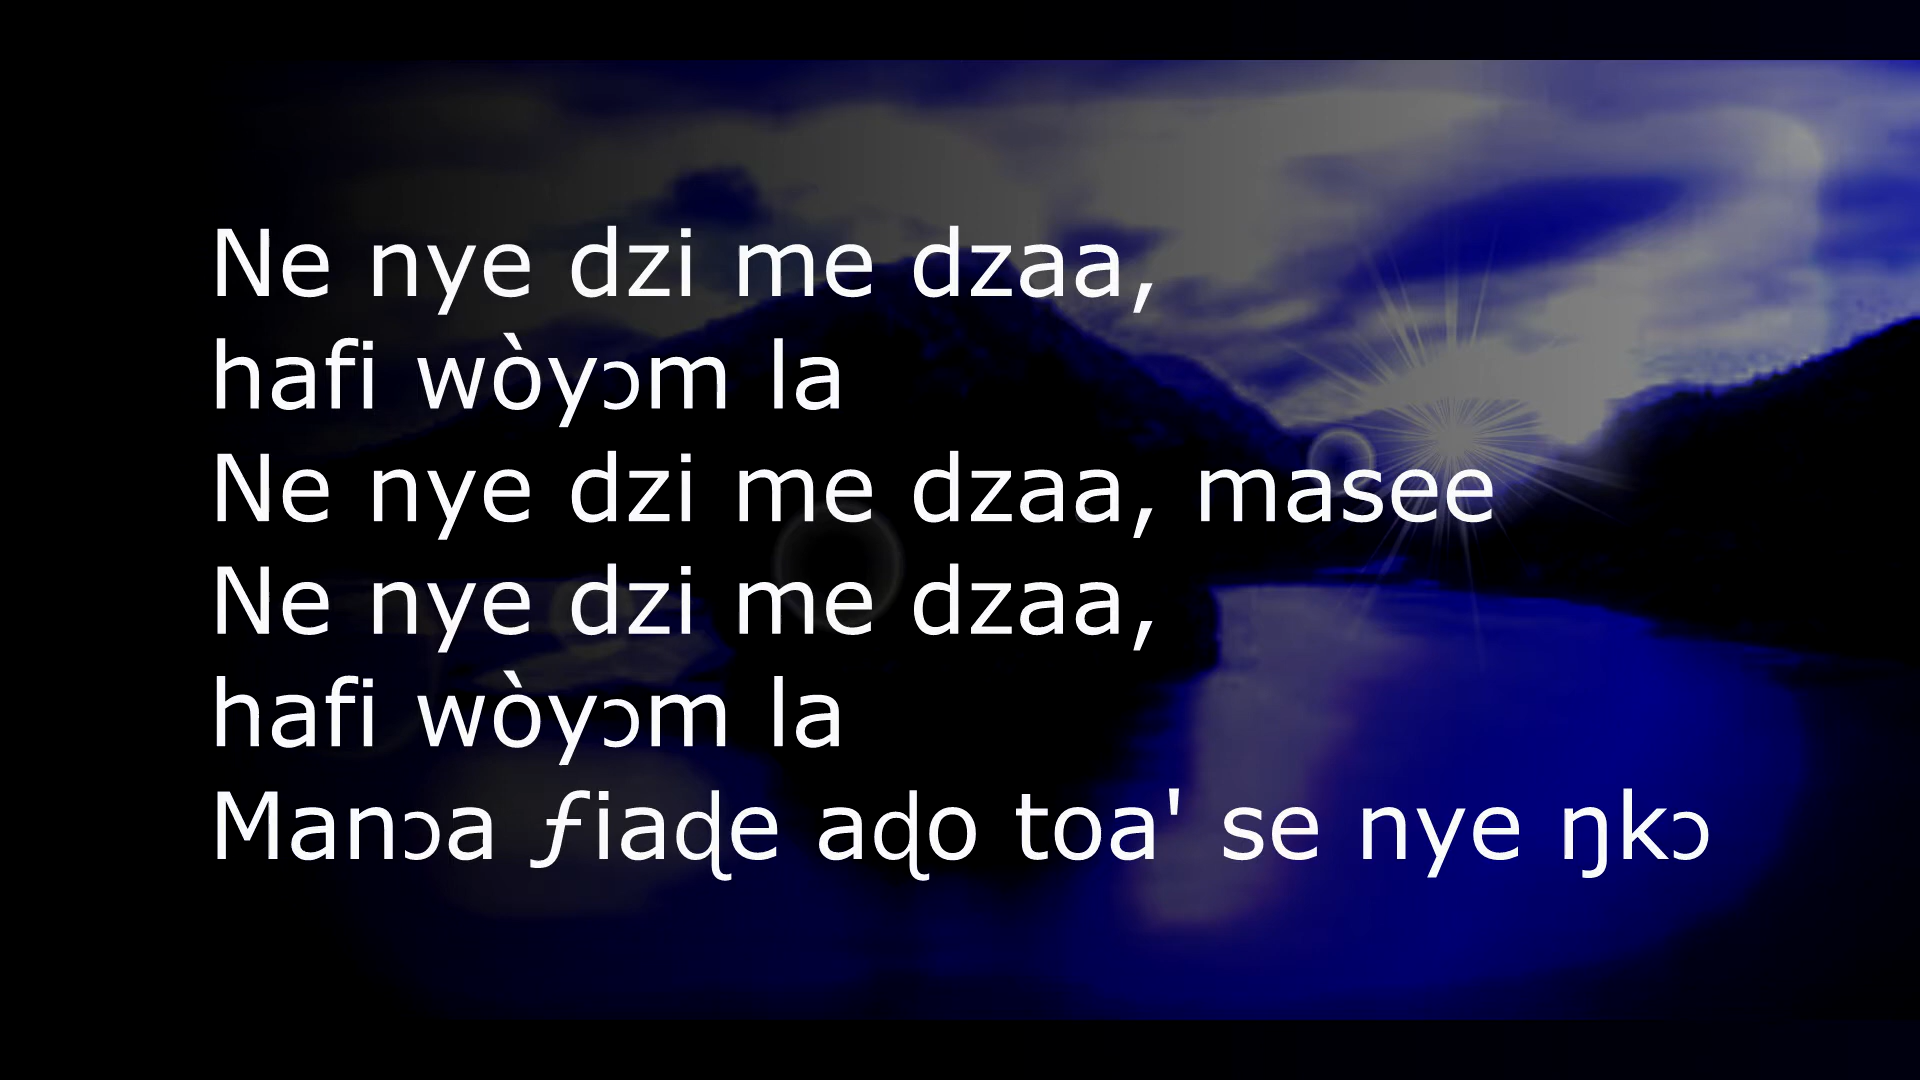 Ne nye dzi me dzaa,
hafi wòyɔm la
Ne nye dzi me dzaa, masee
Ne nye dzi me dzaa,
hafi wòyɔm la
Manɔa ƒiaɖe aɖo toa' se nye ŋkɔ